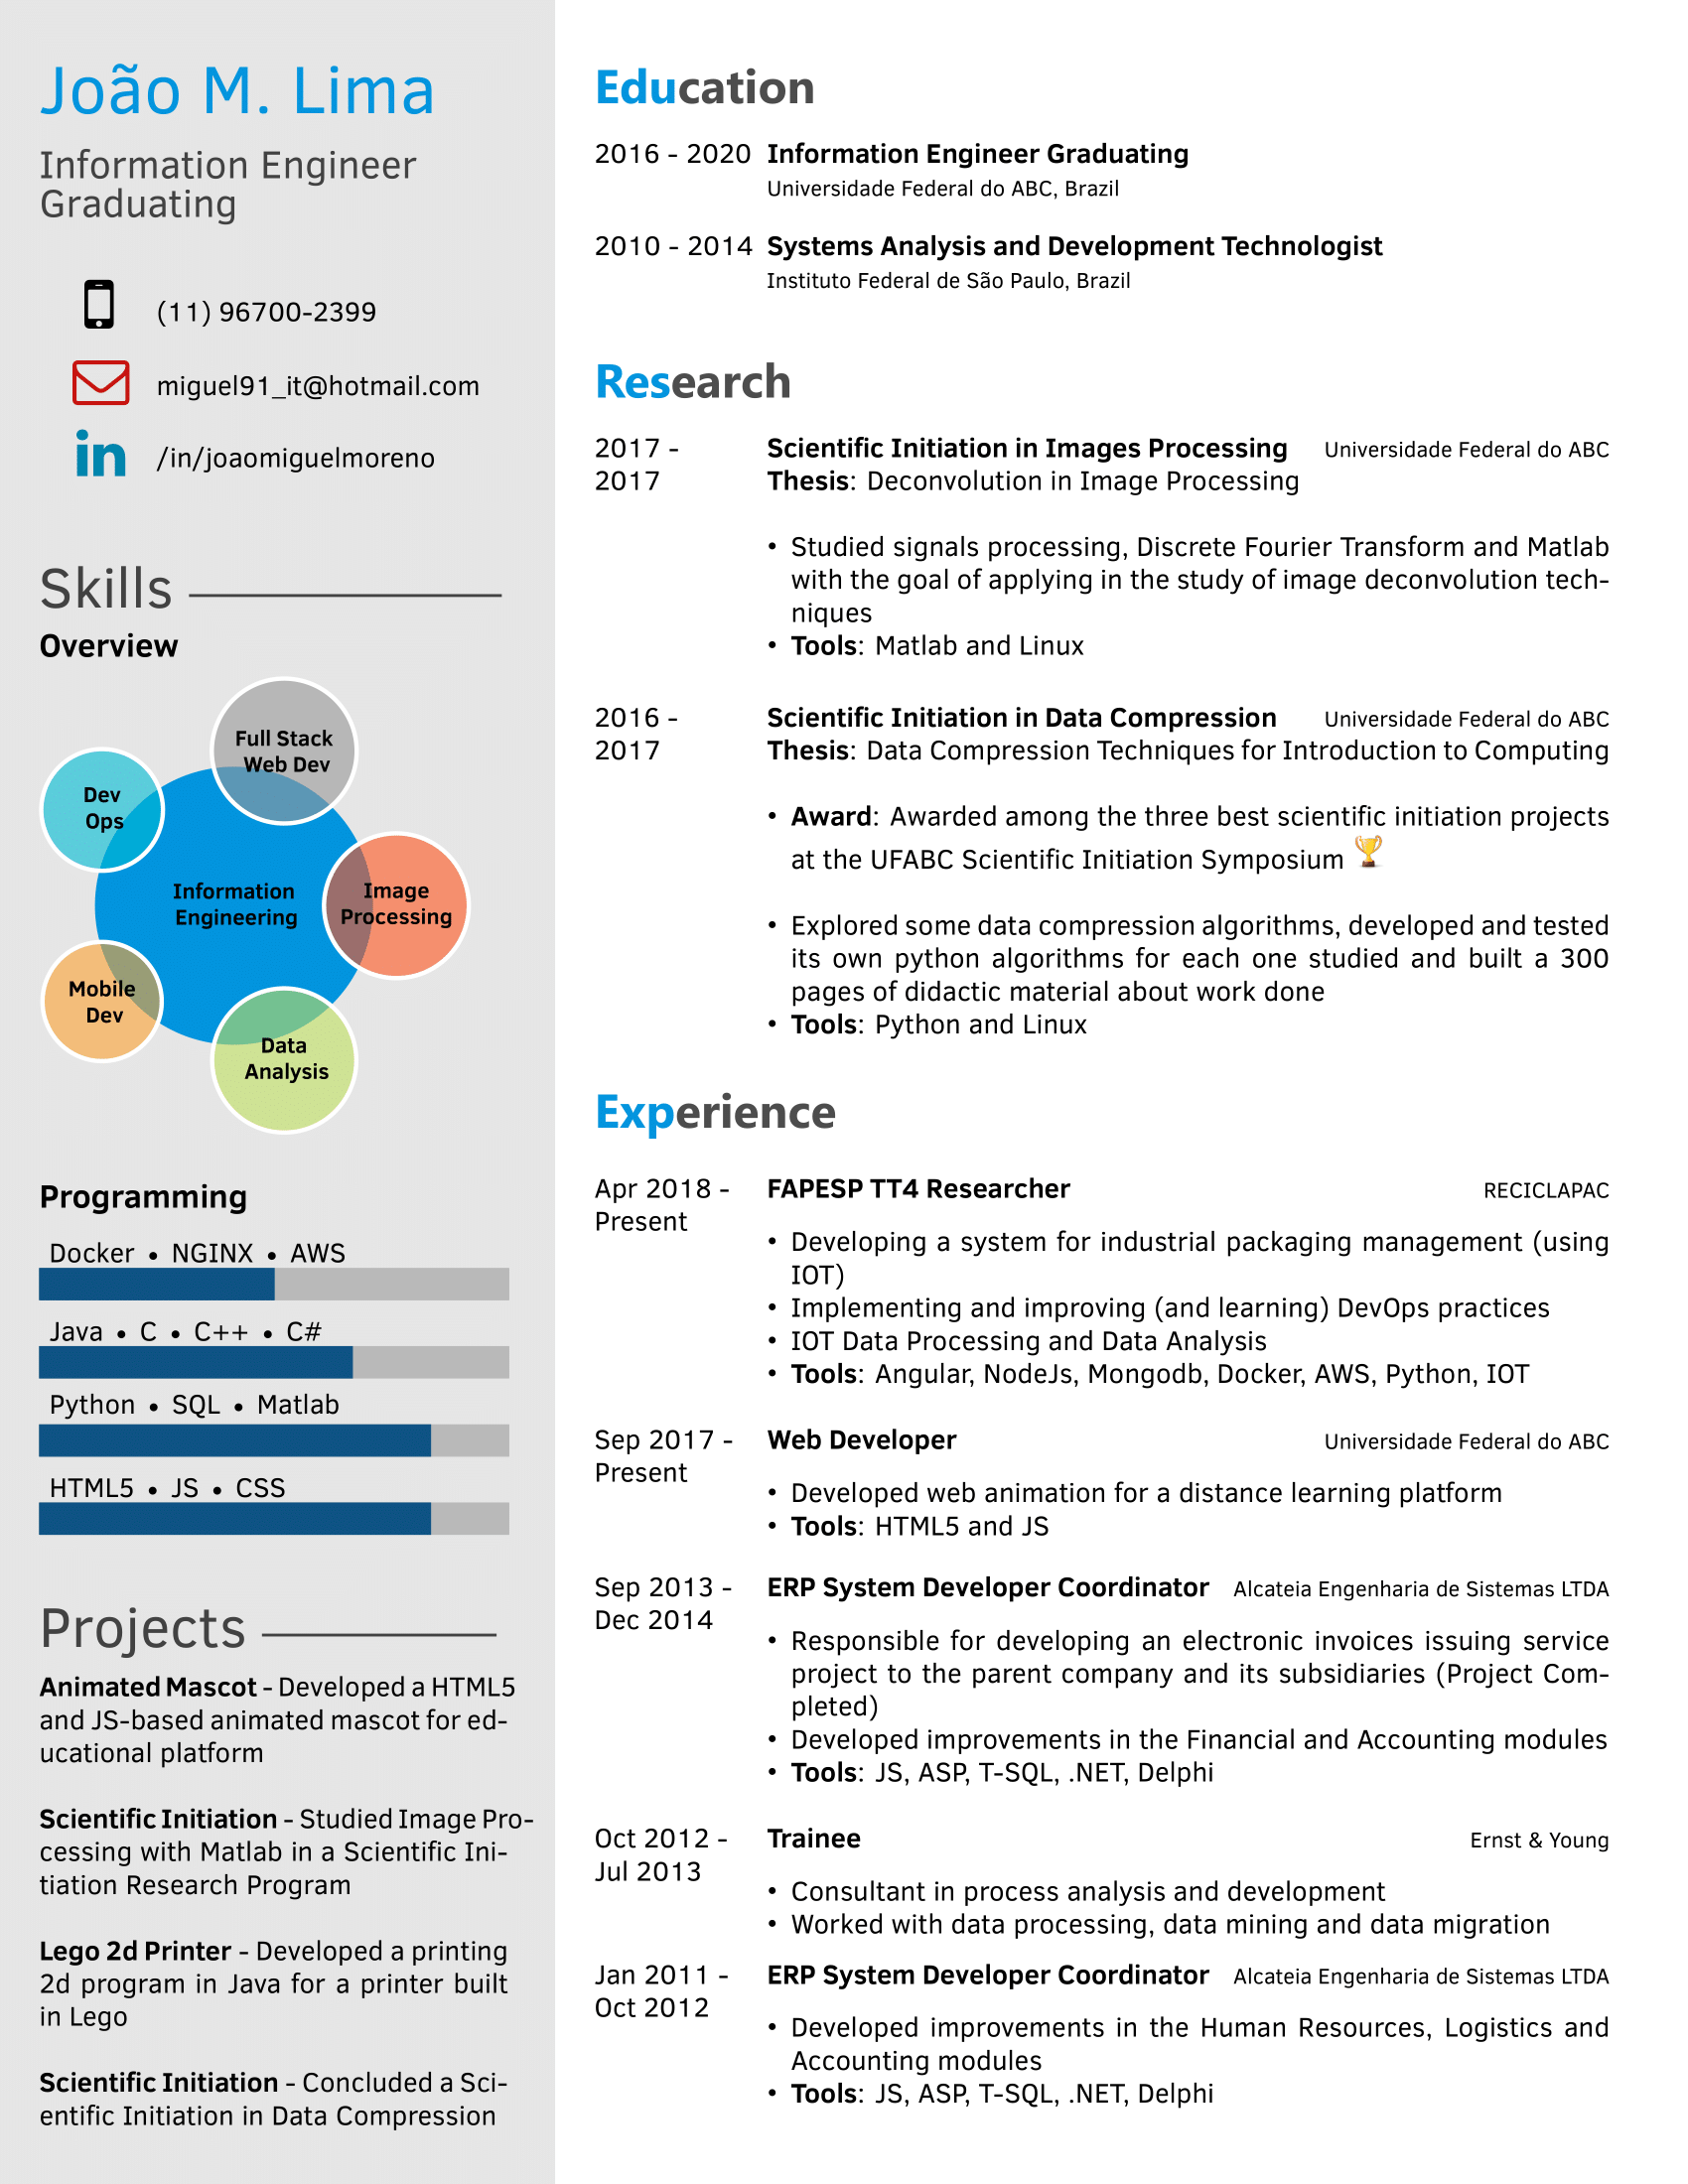 João M. Lima
Information Engineer
Graduating
(11) 96700-2399
miguel91_it@hotmail.com
/in/joaomiguelmoreno
Skills
Overview
Full Stack
Web Dev
Dev
Ops
Information
Engineering
Image
Processing
Mobile
Dev
Data
Analysis
Programming
Docker • NGINX • AWS
Java • C • C++ • C#
Python • SQL • Matlab
HTML5 • JS • CSS
Projects
Animated Mascot - Developed a HTML5
and JS-based animated mascot for ed-
ucational platform
Scientific Initiation - Studied Image Pro-
cessing with Matlab in a Scientific Ini-
tiation Research Program
Lego 2d Printer - Developed a printing
2d program in Java for a printer built
in Lego
Scientific Initiation - Concluded a Sci-
entific Initiation in Data Compression
Education
2016 - 2020 Information Engineer Graduating
Universidade Federal do ABC, Brazil
2010 - 2014 Systems Analysis and Development Technologist
Instituto Federal de São Paulo, Brazil
Research
2017 - Scientific Initiation in Images Processing Universidade Federal do ABC
2017 Thesis: Deconvolution in Image Processing
• Studied signals processing, Discrete Fourier Transform and Matlab
with the goal of applying in the study of image deconvolution tech-
niques
• Tools: Matlab and Linux
2016 - Scientific Initiation in Data Compression Universidade Federal do ABC
2017 Thesis: Data Compression Techniques for Introduction to Computing
• Award: Awarded among the three best scientific initiation projects
at the UFABC Scientific Initiation Symposium 🏆
• Explored some data compression algorithms, developed and tested
its own python algorithms for each one studied and built a 300
pages of didactic material about work done
• Tools: Python and Linux
Experience
Apr 2018 - FAPESP TT4 Researcher RECICLAPAC
Present
• Developing a system for industrial packaging management (using
IOT)
• Implementing and improving (and learning) DevOps practices
• IOT Data Processing and Data Analysis
• Tools: Angular, NodeJs, Mongodb, Docker, AWS, Python, IOT
Sep 2017 - Web Developer Universidade Federal do ABC
Present
• Developed web animation for a distance learning platform
• Tools: HTML5 and JS
Sep 2013 - ERP System Developer Coordinator Alcateia Engenharia de Sistemas LTDA
Dec 2014
• Responsible for developing an electronic invoices issuing service
project to the parent company and its subsidiaries (Project Com-
pleted)
• Developed improvements in the Financial and Accounting modules
• Tools: JS, ASP, T-SQL, .NET, Delphi
Oct 2012 - Trainee Ernst & Young
Jul 2013
• Consultant in process analysis and development
• Worked with data processing, data mining and data migration
Jan 2011 - ERP System Developer Coordinator Alcateia Engenharia de Sistemas LTDA
Oct 2012
• Developed improvements in the Human Resources, Logistics and
Accounting modules
• Tools: JS, ASP, T-SQL, .NET, Delphi